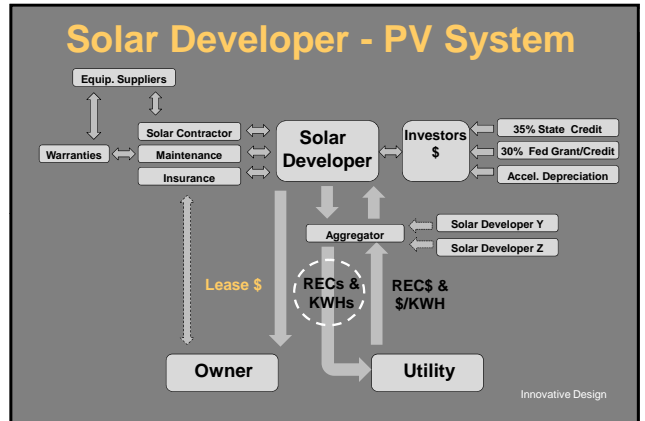 Solar Developer - PV System
Equip. Suppliers
Solar Contractor
Warranties
Maintenance
Insurance
Solar
Developer
Investors
$
35% State Credit
30% Fed Grant/Credit
Accel. Depreciation
Aggregator
Solar Developer Y
Solar Developer Z
Lease $
RECs &
KWHs
REC$ &
$/KWH
Owner
Utility
Innovative Design